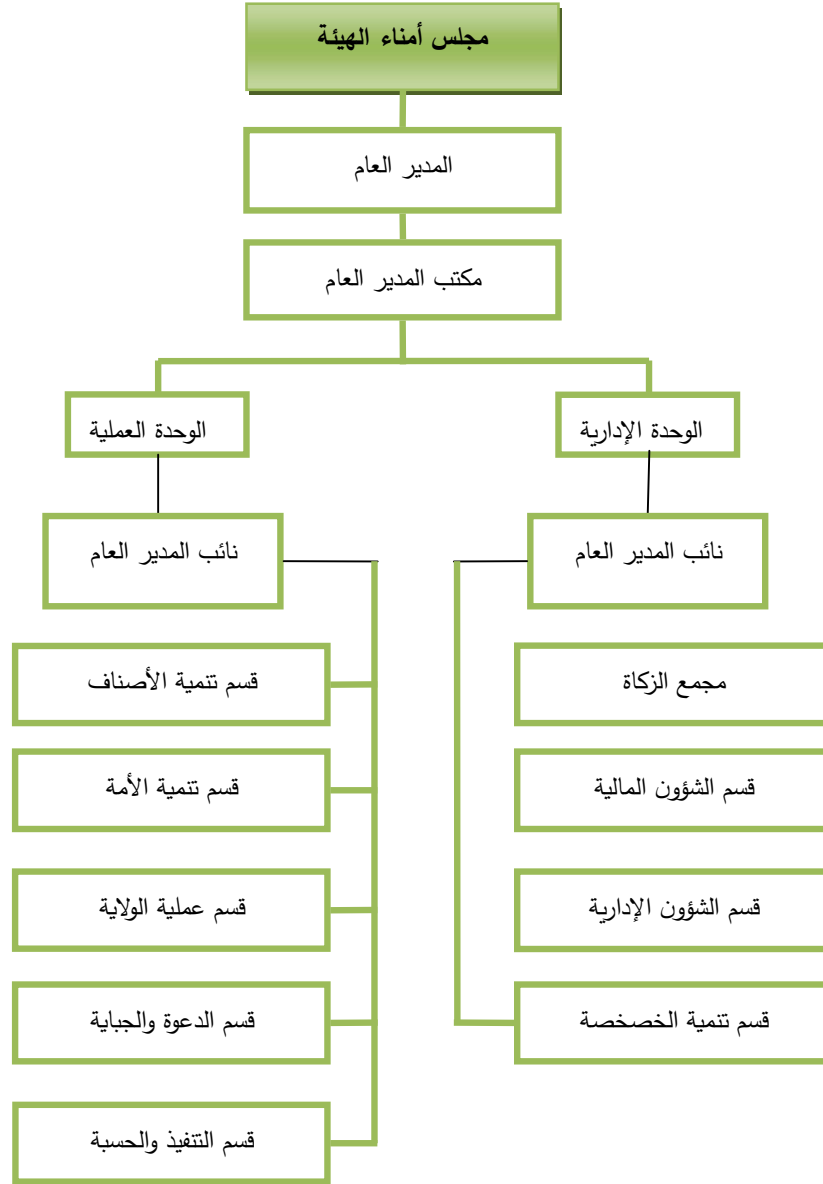 مجلس أمناء الهيئة
المدير العام
مكتب المدير العام
الوحدة الإدارية
الوحدة العملية
نائب المدير العام
نائب المدير العام
مجمع الزكاة
قسم تنمية الأصناف
قسم الشؤون المالية
قسم تنمية الأمة
قسم الشؤون الإدارية
قسم عملية الولاية
قسم تنمية الخصخصة
قسم الدعوة والجباية
قسم التنفيذ والحسبة